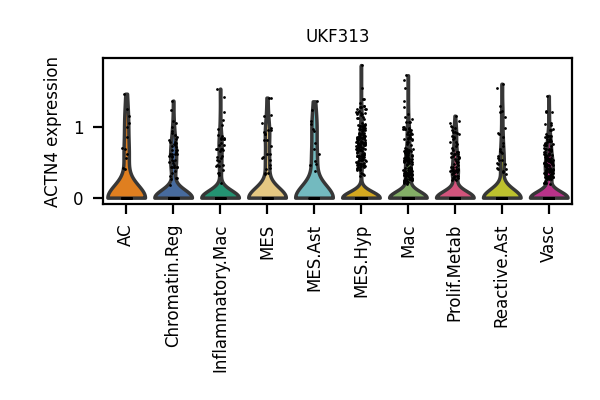 UKF313
ACTN4 expression
1
0
AC
Chromatin.Reg
Inflammatory.Mac
MES
MES.Ast
MES.Hyp
Mac
Prolif.Metab
Reactive.Ast
Vasc